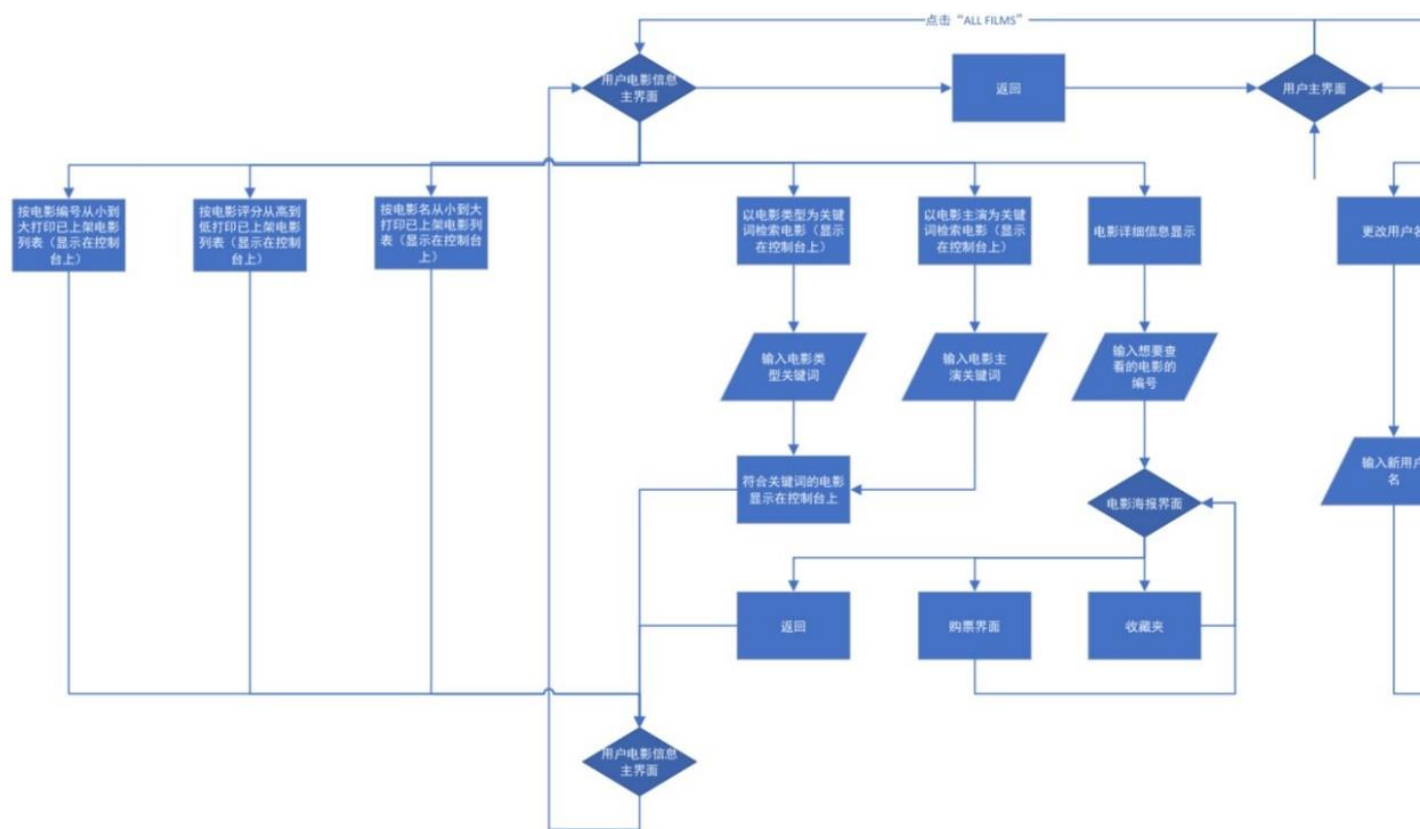 点击“ALL FILMS”
用户电影信息
主界面
返回
用户主界面
按电影编号从小到
大打印已上架电影
列表（显示在控制
台上）
按电影评分从高到
低打印已上架电影
列表（显示在控制
台上）
按电影名从小到大
打印已上架电影列
表（显示在控制台
上）
以电影类型为关键
词检索电影（显示
在控制台上）
以电影主演为关键
词检索电影（显示
在控制台上）
电影详细信息显示
更改用户名
输入电影类
型关键词
输入电影主
演关键词
输入想要查
看的电影的
编号
输入新用户
名
符合关键词的电影
显示在控制台上
电影海报界面
返回
购票界面
收藏夹
用户电影信息
主界面